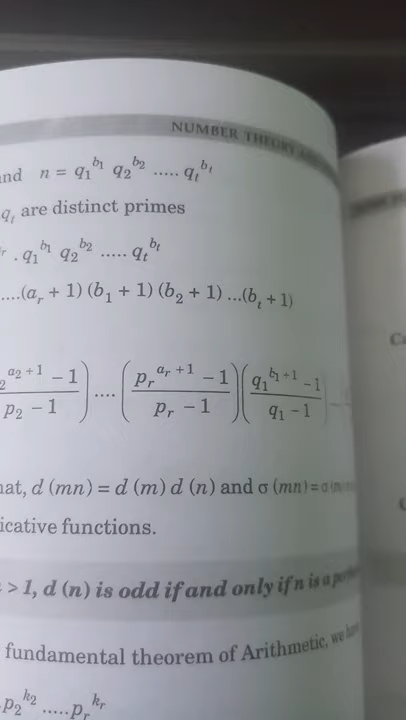 NUMBER THEORY
and n = q₁^b₁ q₂^b₂ ..... qₜ^bₜ
qₜ are distinct primes
. q₁^b₁ q₂^b₂ ..... qₜ^bₜ
....(aᵣ + 1) (b₁ + 1) (b₂ + 1) ...(bₜ + 1)
^a₂ + 1 − 1 / p₂ − 1) .... (pᵣ^aᵣ + 1 − 1 / pᵣ − 1) (q₁^b₁ + 1 − 1 / q₁ − 1)
hat, d (mn) = d (m) d (n) and σ (mn) = σ
icative functions.
> 1, d (n) is odd if and only if n is a
fundamental theorem of Arithmetic, we
p₂^k₂ .....pᵣ^kᵣ